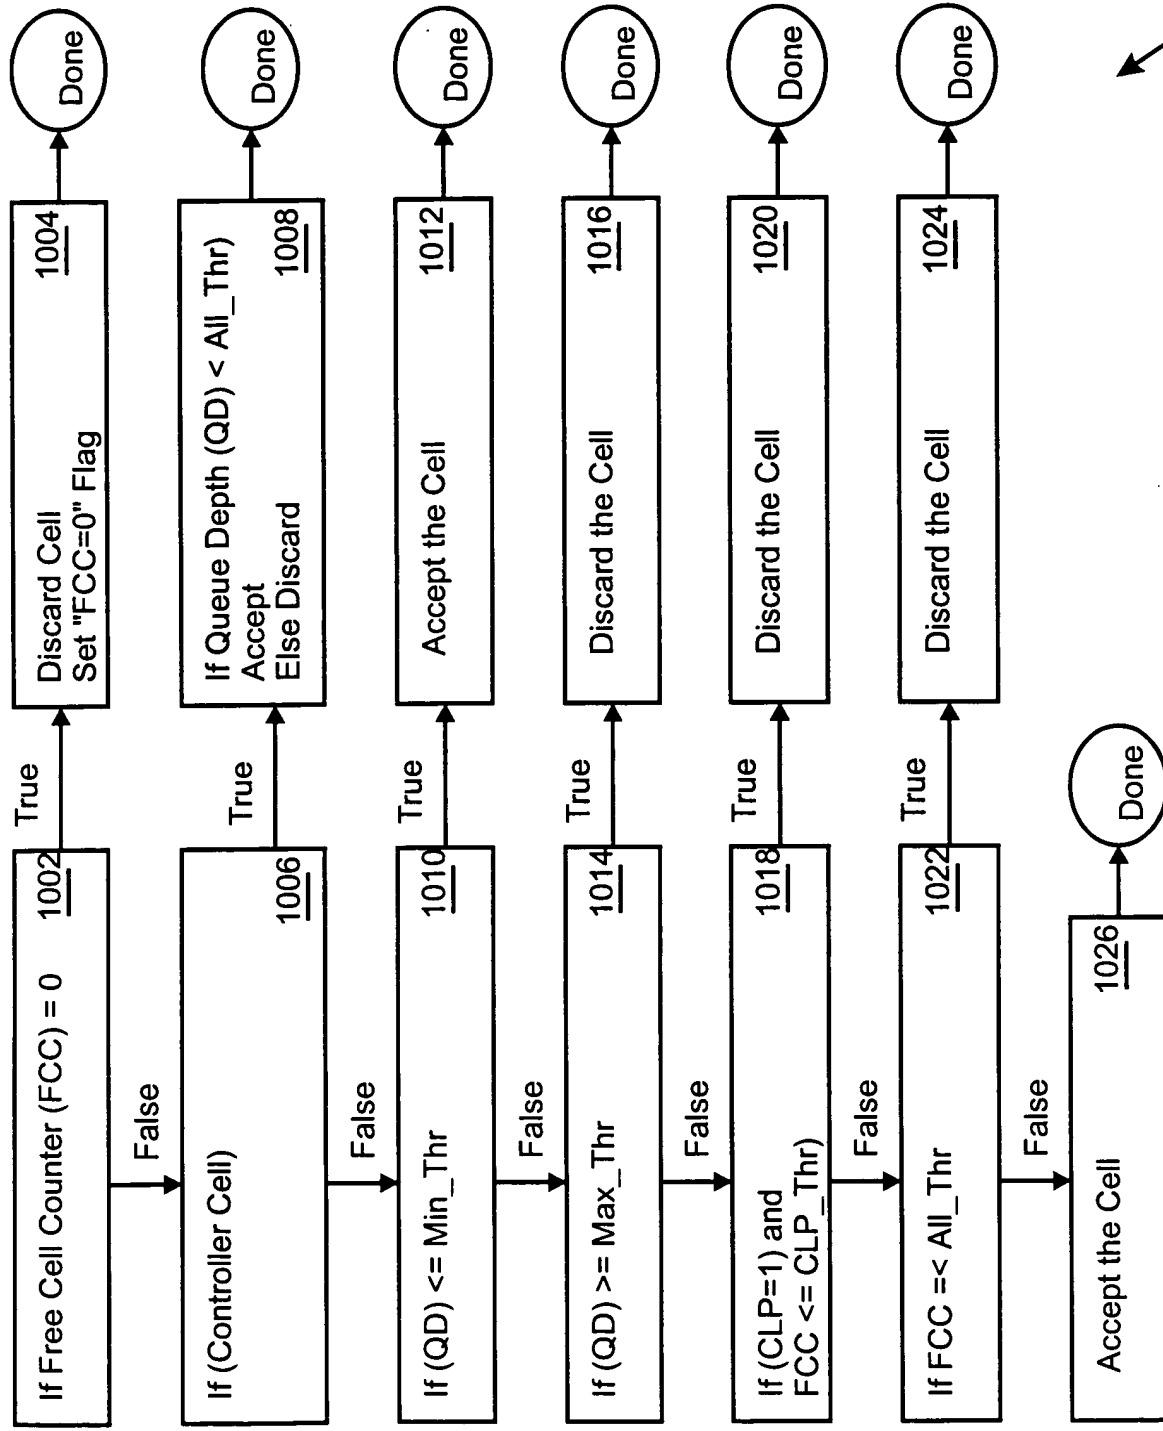 If Free Cell Counter (FCC) = 0
1002
True
Discard Cell
Set "FCC=0" Flag
1004
Done
False
If (Controller Cell)
1006
True
If Queue Depth (QD) < All_Thr)
Accept
Else Discard
1008
Done
False
If (QD) <= Min_Thr
1010
True
Accept the Cell
1012
Done
False
If (QD) >= Max_Thr
1014
True
Discard the Cell
1016
Done
False
If (CLP=1) and
FCC <= CLP_Thr)
1018
True
Discard the Cell
1020
Done
False
If FCC =< All_Thr
1022
True
Discard the Cell
1024
Done
False
Accept the Cell
1026
Done